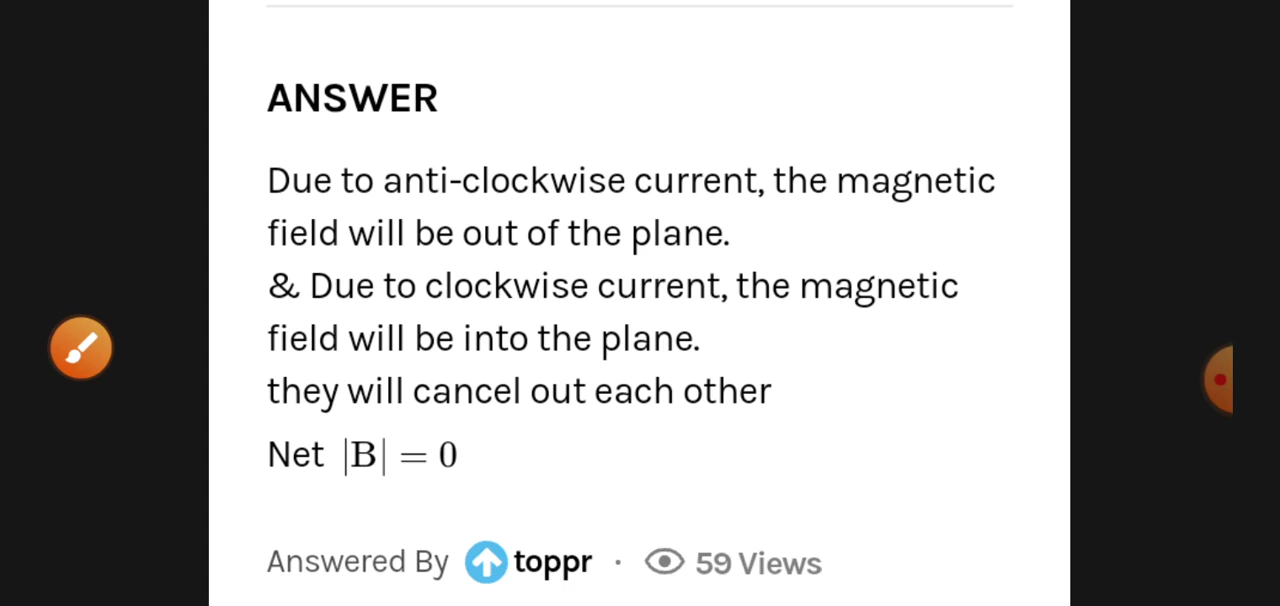 ANSWER
Due to anti-clockwise current, the magnetic
field will be out of the plane.
& Due to clockwise current, the magnetic
field will be into the plane.
they will cancel out each other
Net |B| = 0
Answered By toppr · 59 Views